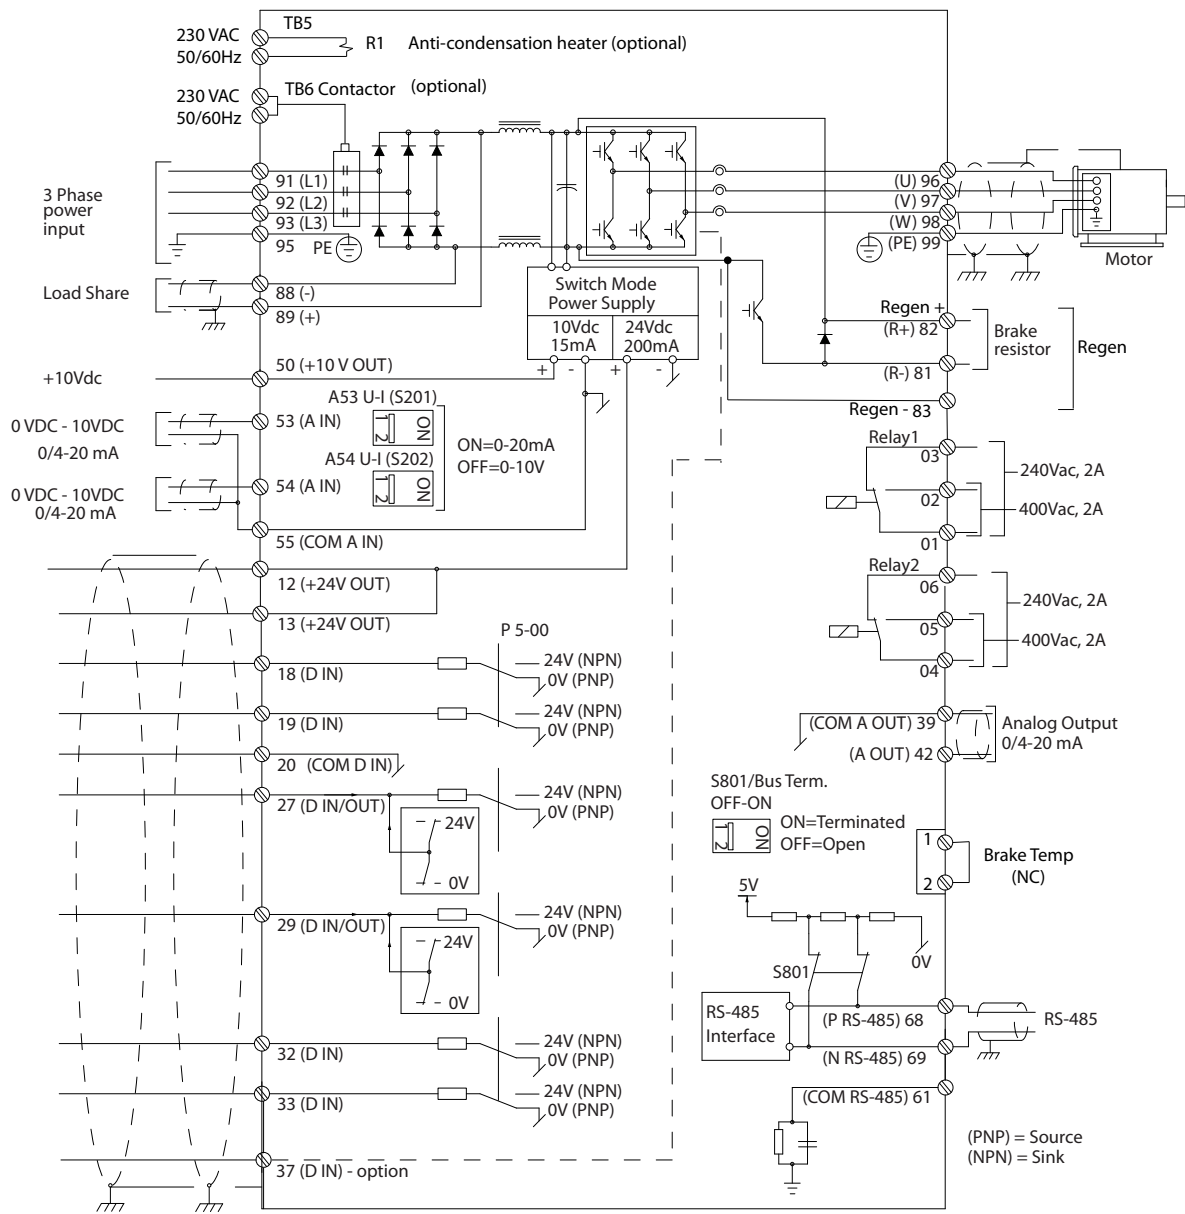 TB5
230 VAC
50/60Hz
R1
Anti-condensation heater (optional)
230 VAC
50/60Hz
TB6 Contactor
(optional)
3 Phase
power
input
91 (L1)
92 (L2)
93 (L3)
95
PE
(U) 96
(V) 97
(W) 98
(PE) 99
Motor
Load Share
88 (-)
89 (+)
Switch Mode
Power Supply
10Vdc
15mA
24Vdc
200mA
+ - + -
Regen +
(R+) 82
Brake
resistor
Regen
(R-) 81
Regen - 83
+10Vdc
50 (+10 V OUT)
0 VDC - 10VDC
0/4-20 mA
53 (A IN)
A53 U-I (S201)
1 2
ON
A54 U-I (S202)
1 2
ON
ON=0-20mA
OFF=0-10V
0 VDC - 10VDC
0/4-20 mA
54 (A IN)
55 (COM A IN)
Relay1
03
02
01
240Vac, 2A
400Vac, 2A
Relay2
06
05
04
240Vac, 2A
400Vac, 2A
12 (+24V OUT)
13 (+24V OUT)
P 5-00
18 (D IN)
24V (NPN)
0V (PNP)
19 (D IN)
24V (NPN)
0V (PNP)
20 (COM D IN)
27 (D IN/OUT)
24V (NPN)
0V (PNP)
24V
0V
29 (D IN/OUT)
24V (NPN)
0V (PNP)
24V
0V
32 (D IN)
24V (NPN)
0V (PNP)
33 (D IN)
24V (NPN)
0V (PNP)
37 (D IN) - option
(COM A OUT) 39
(A OUT) 42
Analog Output
0/4-20 mA
S801/Bus Term.
OFF-ON
1 2
ON
ON=Terminated
OFF=Open
1
2
Brake Temp
(NC)
5V
0V
S801
RS-485
Interface
(P RS-485) 68
(N RS-485) 69
RS-485
(COM RS-485) 61
(PNP) = Source
(NPN) = Sink